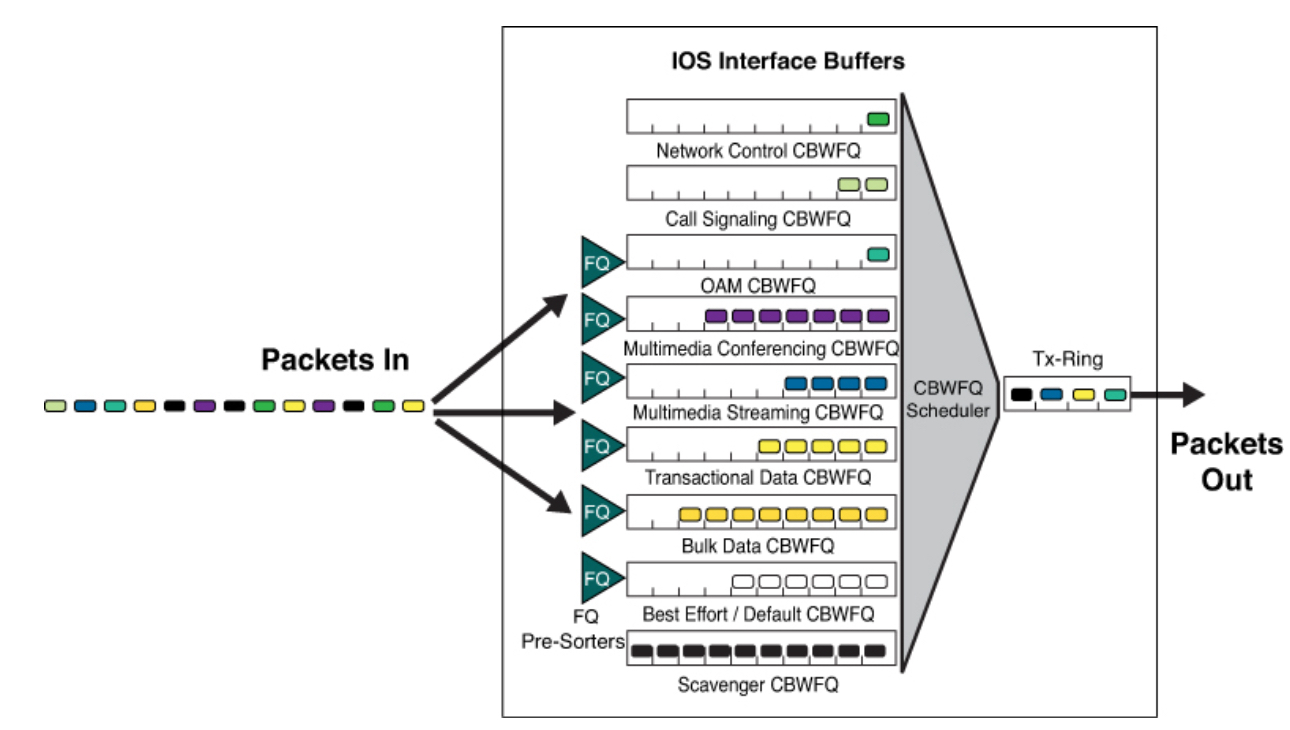 IOS Interface Buffers
Network Control CBWFQ
Call Signaling CBWFQ
FQ
OAM CBWFQ
FQ
Multimedia Conferencing CBWFQ
FQ
Multimedia Streaming CBWFQ
FQ
Transactional Data CBWFQ
FQ
Bulk Data CBWFQ
FQ
Best Effort / Default CBWFQ
FQ
Pre-Sorters
Scavenger CBWFQ
Packets In
CBWFQ
Scheduler
Tx-Ring
Packets
Out